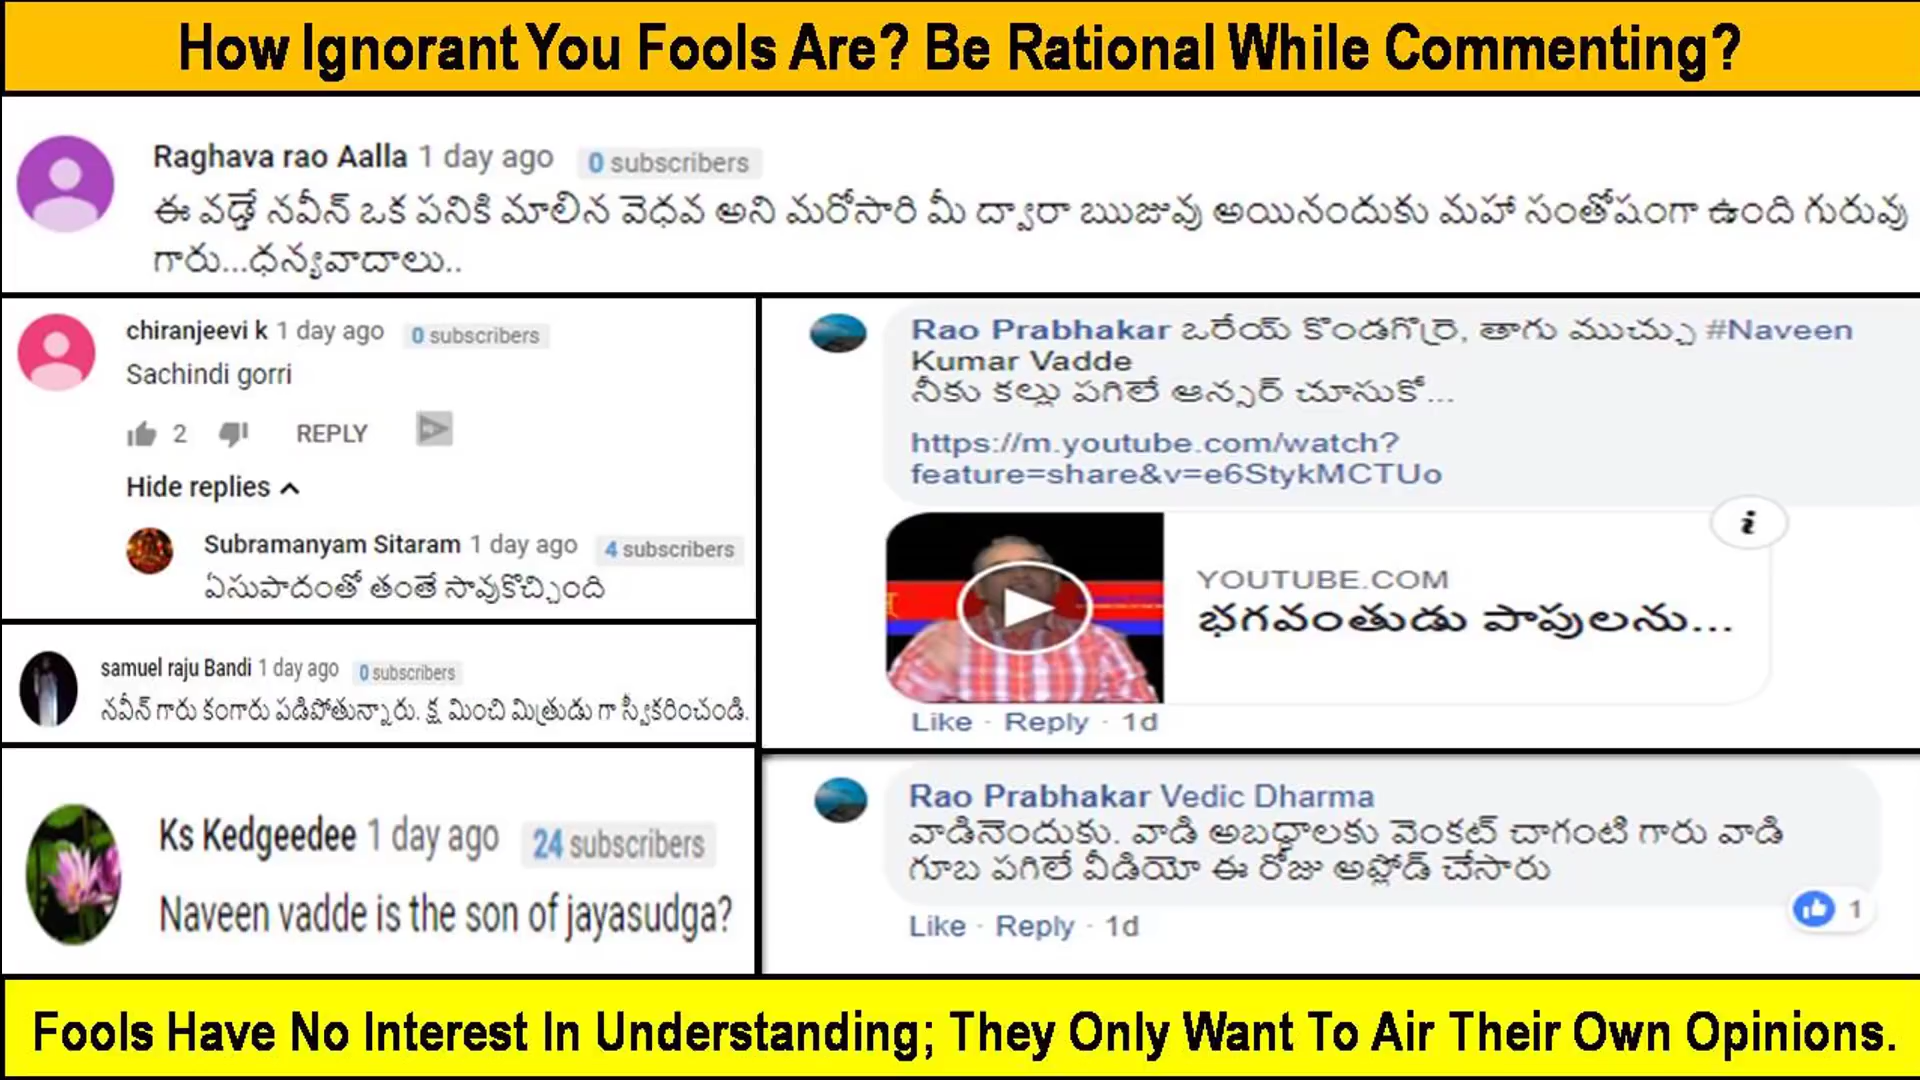 How Ignorant You Fools Are? Be Rational While Commenting?
Raghava rao Aalla 1 day ago 0 subscribers
ఈ వడ్డే నవీన్ ఒక పనికి మాలిన వెధవ అని మరోసారి మీ ద్వారా ఋజువు అయినందుకు మహా సంతోషంగా ఉంది గురువు
గారు...ధన్యవాదాలు..
chiranjeevi k 1 day ago 0 subscribers
Sachindi gorri
2 REPLY
Hide replies
Subramanyam Sitaram 1 day ago 4 subscribers
ఏసుపాదంతో తంతే సావుకొచ్చింది
samuel raju Bandi 1 day ago 0 subscribers
నవీన్ గారు కంగారు పడిపోతున్నారు. క్ష మించి మిత్రుడు గా స్వీకరించండి.
Ks Kedgeedee 1 day ago 24 subscribers
Naveen vadde is the son of jayasudga?
Rao Prabhakar ఒరేయ్ కొండగొర్రె, తాగు ముచ్చు #Naveen
Kumar Vadde
నీకు కల్లు పగిలే ఆన్సర్ చూసుకో...
https://m.youtube.com/watch?
feature=share&v=e6StykMCTUo
i
YOUTUBE.COM
భగవంతుడు పాపులను...
Like · Reply · 1d
Rao Prabhakar Vedic Dharma
వాడినెందుకు. వాడి అబద్ధాలకు వెంకట్ చాగంటి గారు వాడి
గూబ పగిలే వీడియో ఈ రోజు అప్లోడ్ చేసారు
Like · Reply · 1d
1
Fools Have No Interest In Understanding; They Only Want To Air Their Own Opinions.